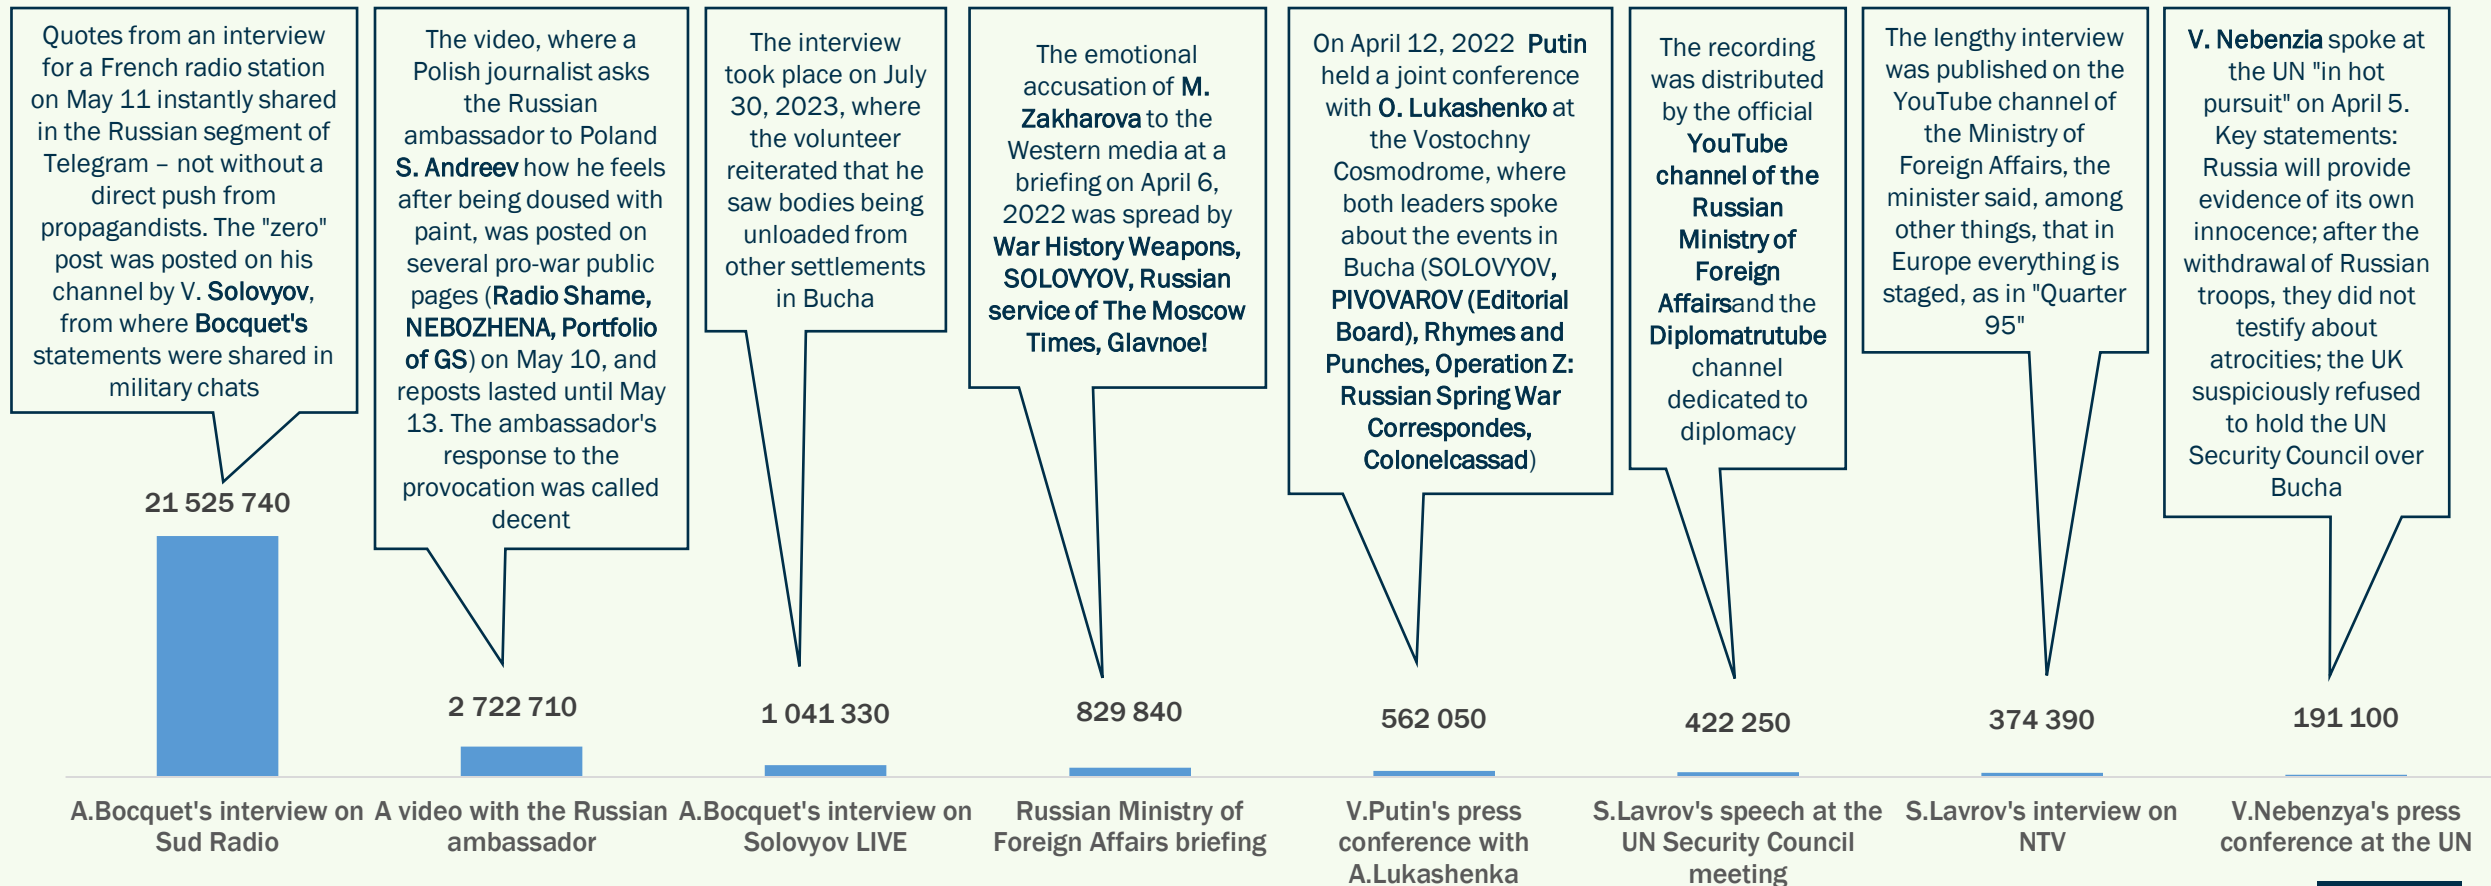 Quotes from an interview
for a French radio station
on May 11 instantly shared
in the Russian segment of
Telegram – not without a
direct push from
propagandists. The "zero"
post was posted on his
channel by V. Solovyov,
from where Bocquet's
statements were shared in
military chats
The video, where a
Polish journalist asks
the Russian
ambassador to Poland
S. Andreev how he feels
after being doused with
paint, was posted on
several pro-war public
pages (Radio Shame,
NEBOZHENA, Portfolio
of GS) on May 10, and
reposts lasted until May
13. The ambassador's
response to the
provocation was called
decent
The interview
took place on July
30, 2023, where
the volunteer
reiterated that he
saw bodies being
unloaded from
other settlements
in Bucha
The emotional
accusation of M.
Zakharova to the
Western media at a
briefing on April 6,
2022 was spread by
War History Weapons,
SOLOVYOV, Russian
service of The Moscow
Times, Glavnoe!
On April 12, 2022 Putin
held a joint conference
with O. Lukashenko at
the Vostochny
Cosmodrome, where
both leaders spoke
about the events in
Bucha (SOLOVYOV,
PIVOVAROV (Editorial
Board), Rhymes and
Punches, Operation Z:
Russian Spring War
Correspondes,
Colonelcassad)
The recording
was distributed
by the official
YouTube
channel of the
Russian
Ministry of
Foreign
Affairsand the
Diplomatrutube
channel
dedicated to
diplomacy
The lengthy interview
was published on the
YouTube channel of
the Ministry of
Foreign Affairs, the
minister said, among
other things, that in
Europe everything is
staged, as in "Quarter
95"
V. Nebenzia spoke at
the UN "in hot
pursuit" on April 5.
Key statements:
Russia will provide
evidence of its own
innocence; after the
withdrawal of Russian
troops, they did not
testify about
atrocities; the UK
suspiciously refused
to hold the UN
Security Council over
Bucha
21 525 740
2 722 710
1 041 330
829 840
562 050
422 250
374 390
191 100
A.Bocquet's interview on
Sud Radio
A video with the Russian
ambassador
A.Bocquet's interview on
Solovyov LIVE
Russian Ministry of
Foreign Affairs briefing
V.Putin's press
conference with
A.Lukashenka
S.Lavrov's speech at the
UN Security Council
meeting
S.Lavrov's interview on
NTV
V.Nebenzya's press
conference at the UN